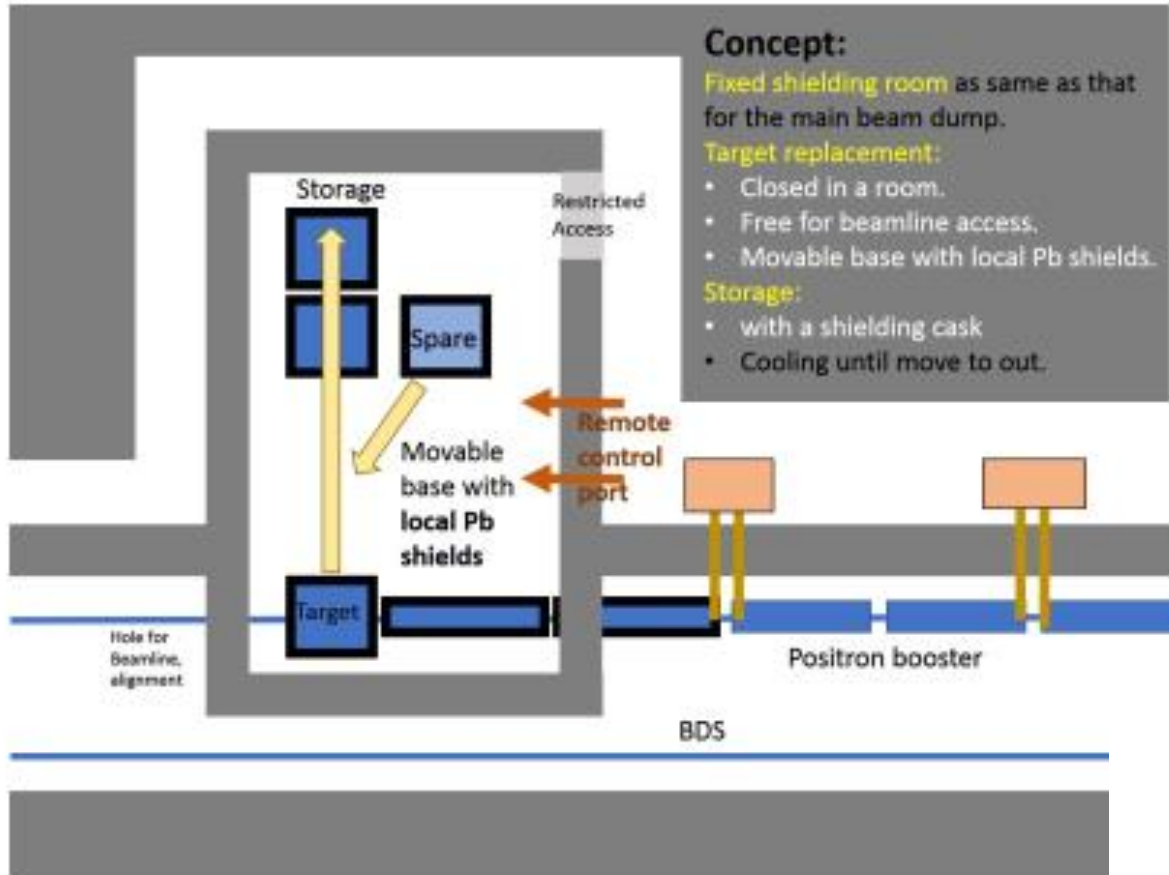 Concept:
Fixed shielding room as same as that
for the main beam dump.
Target replacement:
• Closed in a room.
• Free for beamline access.
• Movable base with local Pb shields.
Storage:
• with a shielding cask
• Cooling until move to out.
Storage
Restricted
Access
Spare
Remote
control
port
Movable
base with
local Pb
shields
Target
Hole for
Beamline,
alignment
Positron booster
BDS